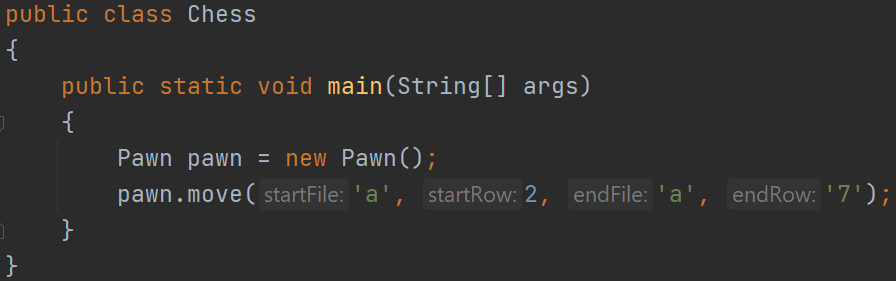 public class Chess
{
    public static void main(String[] args)
    {
        Pawn pawn = new Pawn();
        pawn.move( startFile: 'a', startRow: 2, endFile: 'a', endRow: '7');
    }
}